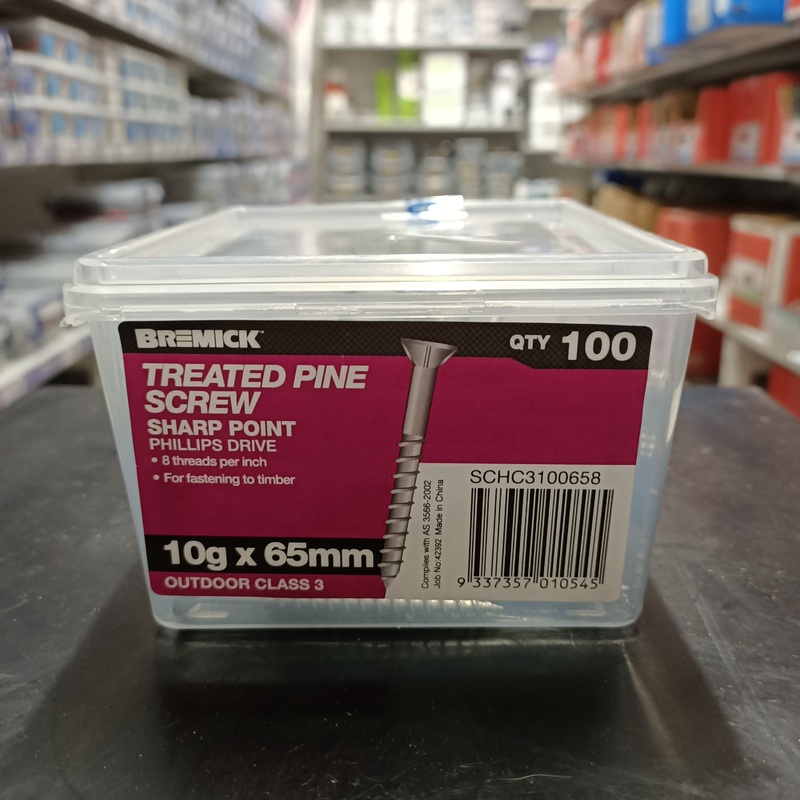 BREMICK™
QTY 100
TREATED PINE
SCREW
SHARP POINT
PHILLIPS DRIVE
• 8 threads per inch
• For fastening to timber
10g x 65mm
OUTDOOR CLASS 3
Complies with AS 3566-2002
Job No:42392 Made in China
SCHC3100658
9 337357 010545